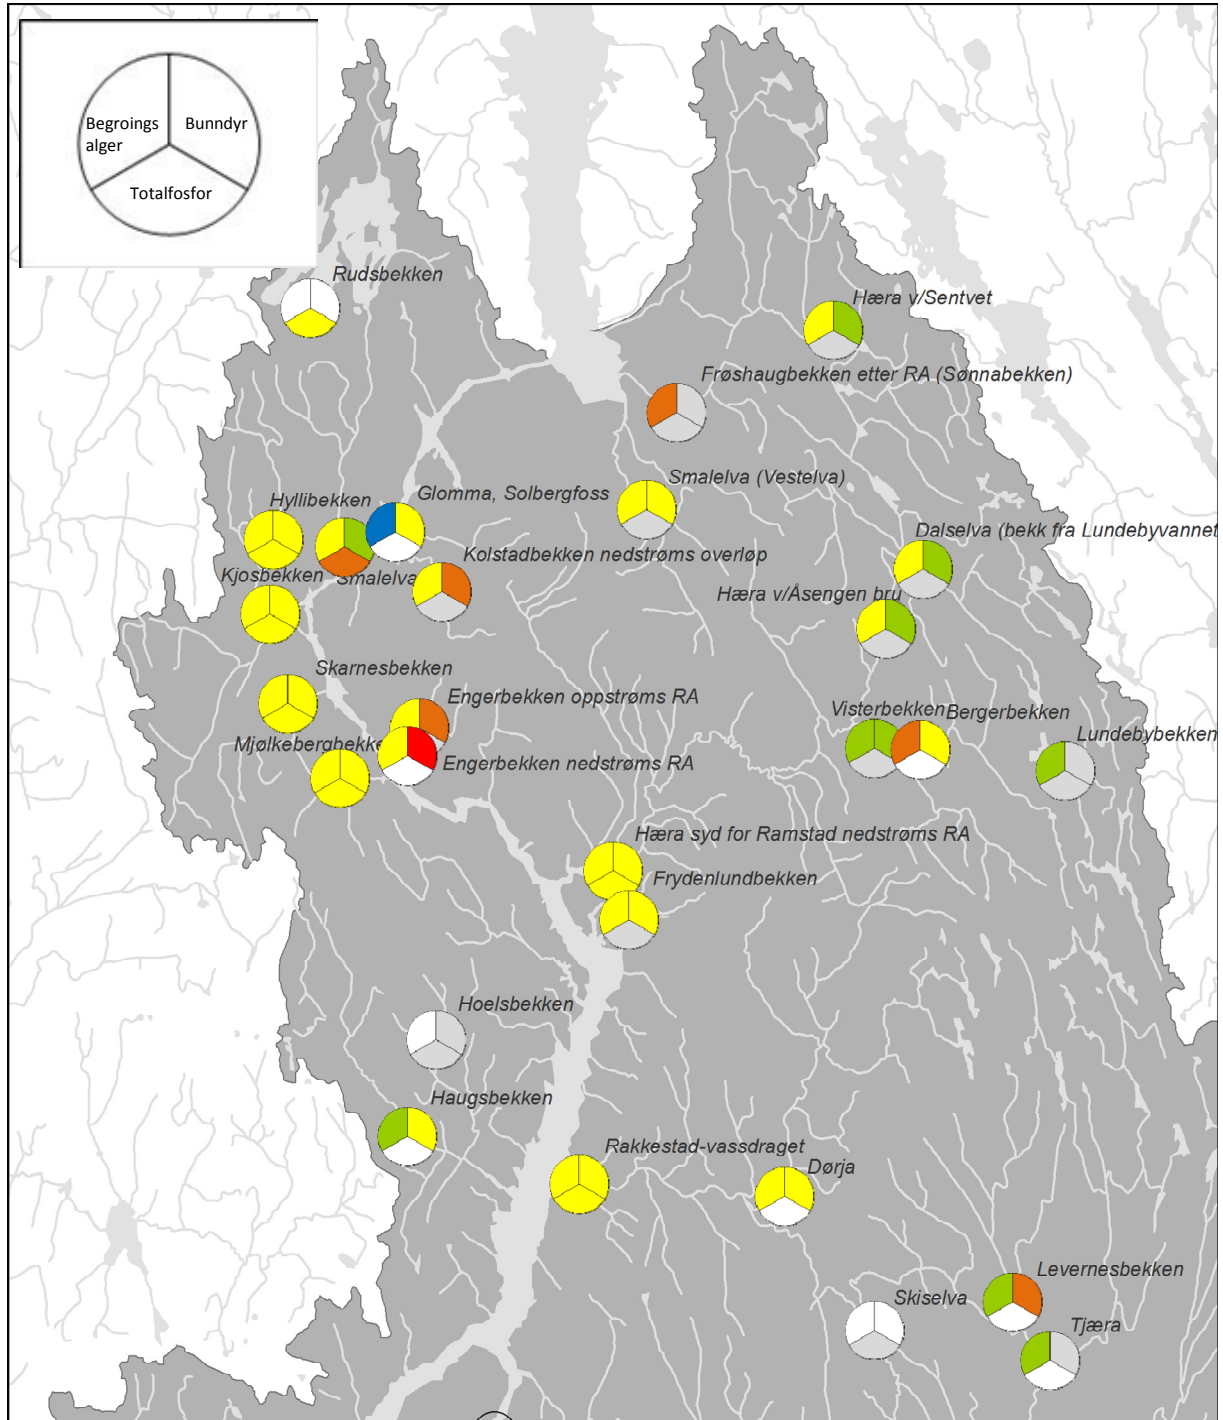 Begroings
alger
Bunndyr
Totalfosfor
Rudsbekken
Hæra v/Sentvet
Frøshaugbekken etter RA (Sønnabekken)
Smalelva (Vestelva)
Hyllibekken
Glomma, Solbergfoss
Dalselva (bekk fra Lundebyvannet
Kolstadbekken nedstrøms overløp
Kjosbekken
Smalelva
Hæra v/Åsengen bru
Skarnesbekken
Engerbekken oppstrøms RA
Visterbekken
Bergerbekken
Lundebybekken
Mjølkebergbekke
Engerbekken nedstrøms RA
Hæra syd for Ramstad nedstrøms RA
Frydenlundbekken
Hoelsbekken
Haugsbekken
Rakkestad-vassdraget
Dørja
Levernesbekken
Skiselva
Tjæra